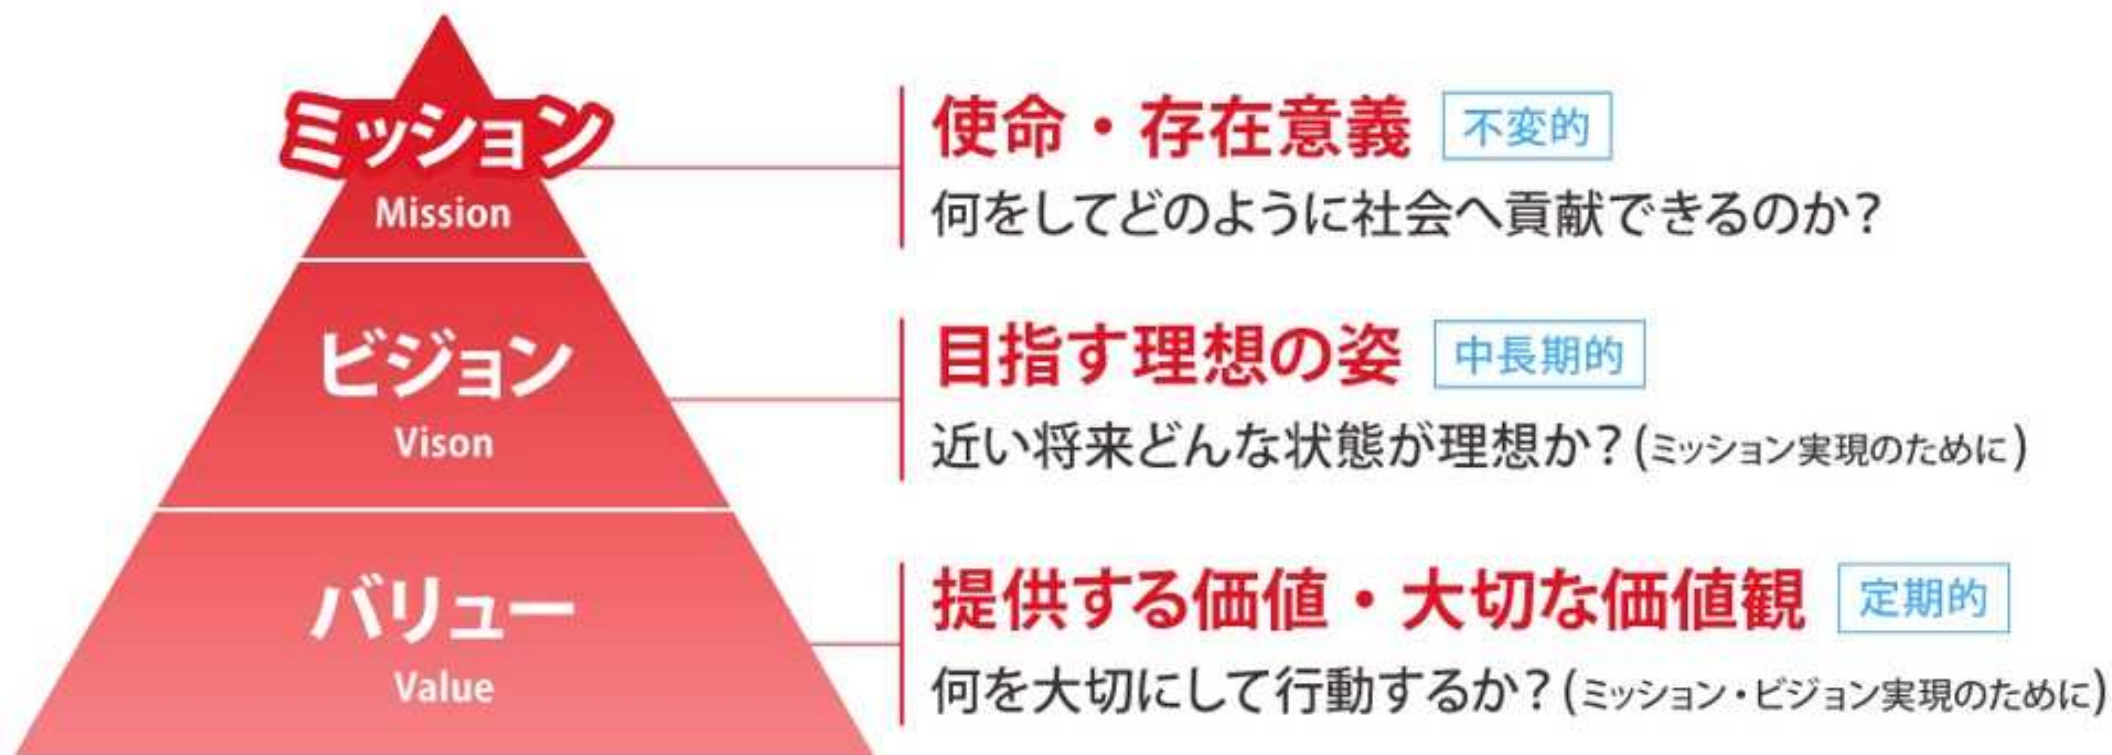 ミッション
Mission
使命・存在意義 不変的
何をしてどのように社会へ貢献できるのか?
ビジョン
Vison
目指す理想の姿 中長期的
近い将来どんな状態が理想か?(ミッション実現のために)
バリュー
Value
提供する価値・大切な価値観 定期的
何を大切にして行動するか?(ミッション・ビジョン実現のために)